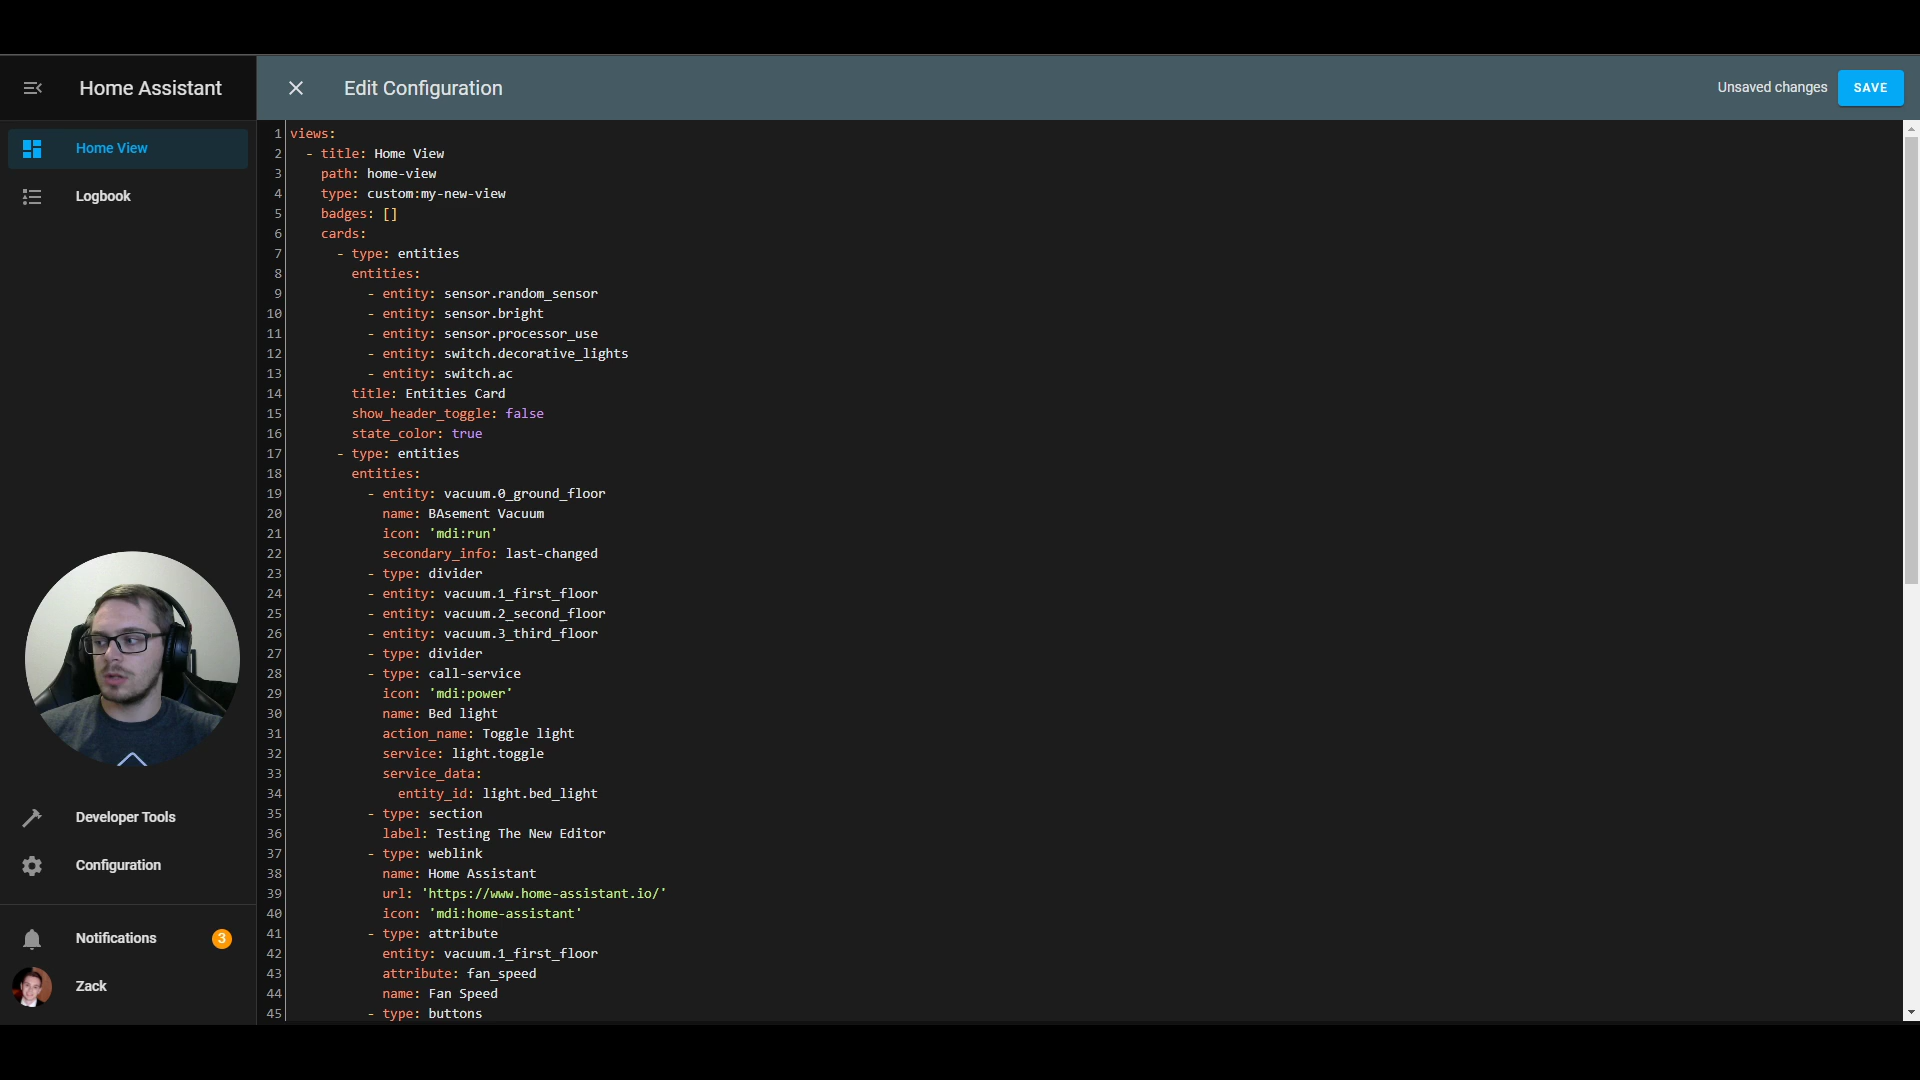 Home Assistant
Edit Configuration
Unsaved changes
SAVE
Home View
Logbook
Developer Tools
Configuration
Notifications
3
Zack
1 views:
2 - title: Home View
3 path: home-view
4 type: custom:my-new-view
5 badges: []
6 cards:
7 - type: entities
8 entities:
9 - entity: sensor.random_sensor
10 - entity: sensor.bright
11 - entity: sensor.processor_use
12 - entity: switch.decorative_lights
13 - entity: switch.ac
14 title: Entities Card
15 show_header_toggle: false
16 state_color: true
17 - type: entities
18 entities:
19 - entity: vacuum.0_ground_floor
20 name: BAsement Vacuum
21 icon: 'mdi:run'
22 secondary_info: last-changed
23 - type: divider
24 - entity: vacuum.1_first_floor
25 - entity: vacuum.2_second_floor
26 - entity: vacuum.3_third_floor
27 - type: divider
28 - type: call-service
29 icon: 'mdi:power'
30 name: Bed light
31 action_name: Toggle light
32 service: light.toggle
33 service_data:
34 entity_id: light.bed_light
35 - type: section
36 label: Testing The New Editor
37 - type: weblink
38 name: Home Assistant
39 url: 'https://www.home-assistant.io/'
40 icon: 'mdi:home-assistant'
41 - type: attribute
42 entity: vacuum.1_first_floor
43 attribute: fan_speed
44 name: Fan Speed
45 - type: buttons